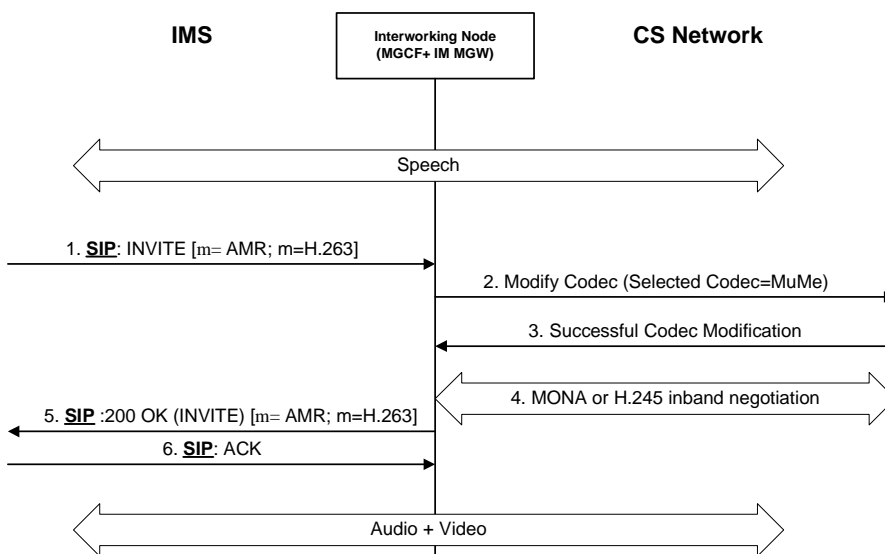 IMS
Interworking Node
(MGCF+ IM MGW)
CS Network
Speech
1. SIP: INVITE [m= AMR; m=H.263]
2. Modify Codec (Selected Codec=MuMe)
3. Successful Codec Modification
4. MONA or H.245 inband negotiation
5. SIP :200 OK (INVITE) [m= AMR; m=H.263]
6. SIP: ACK
Audio + Video